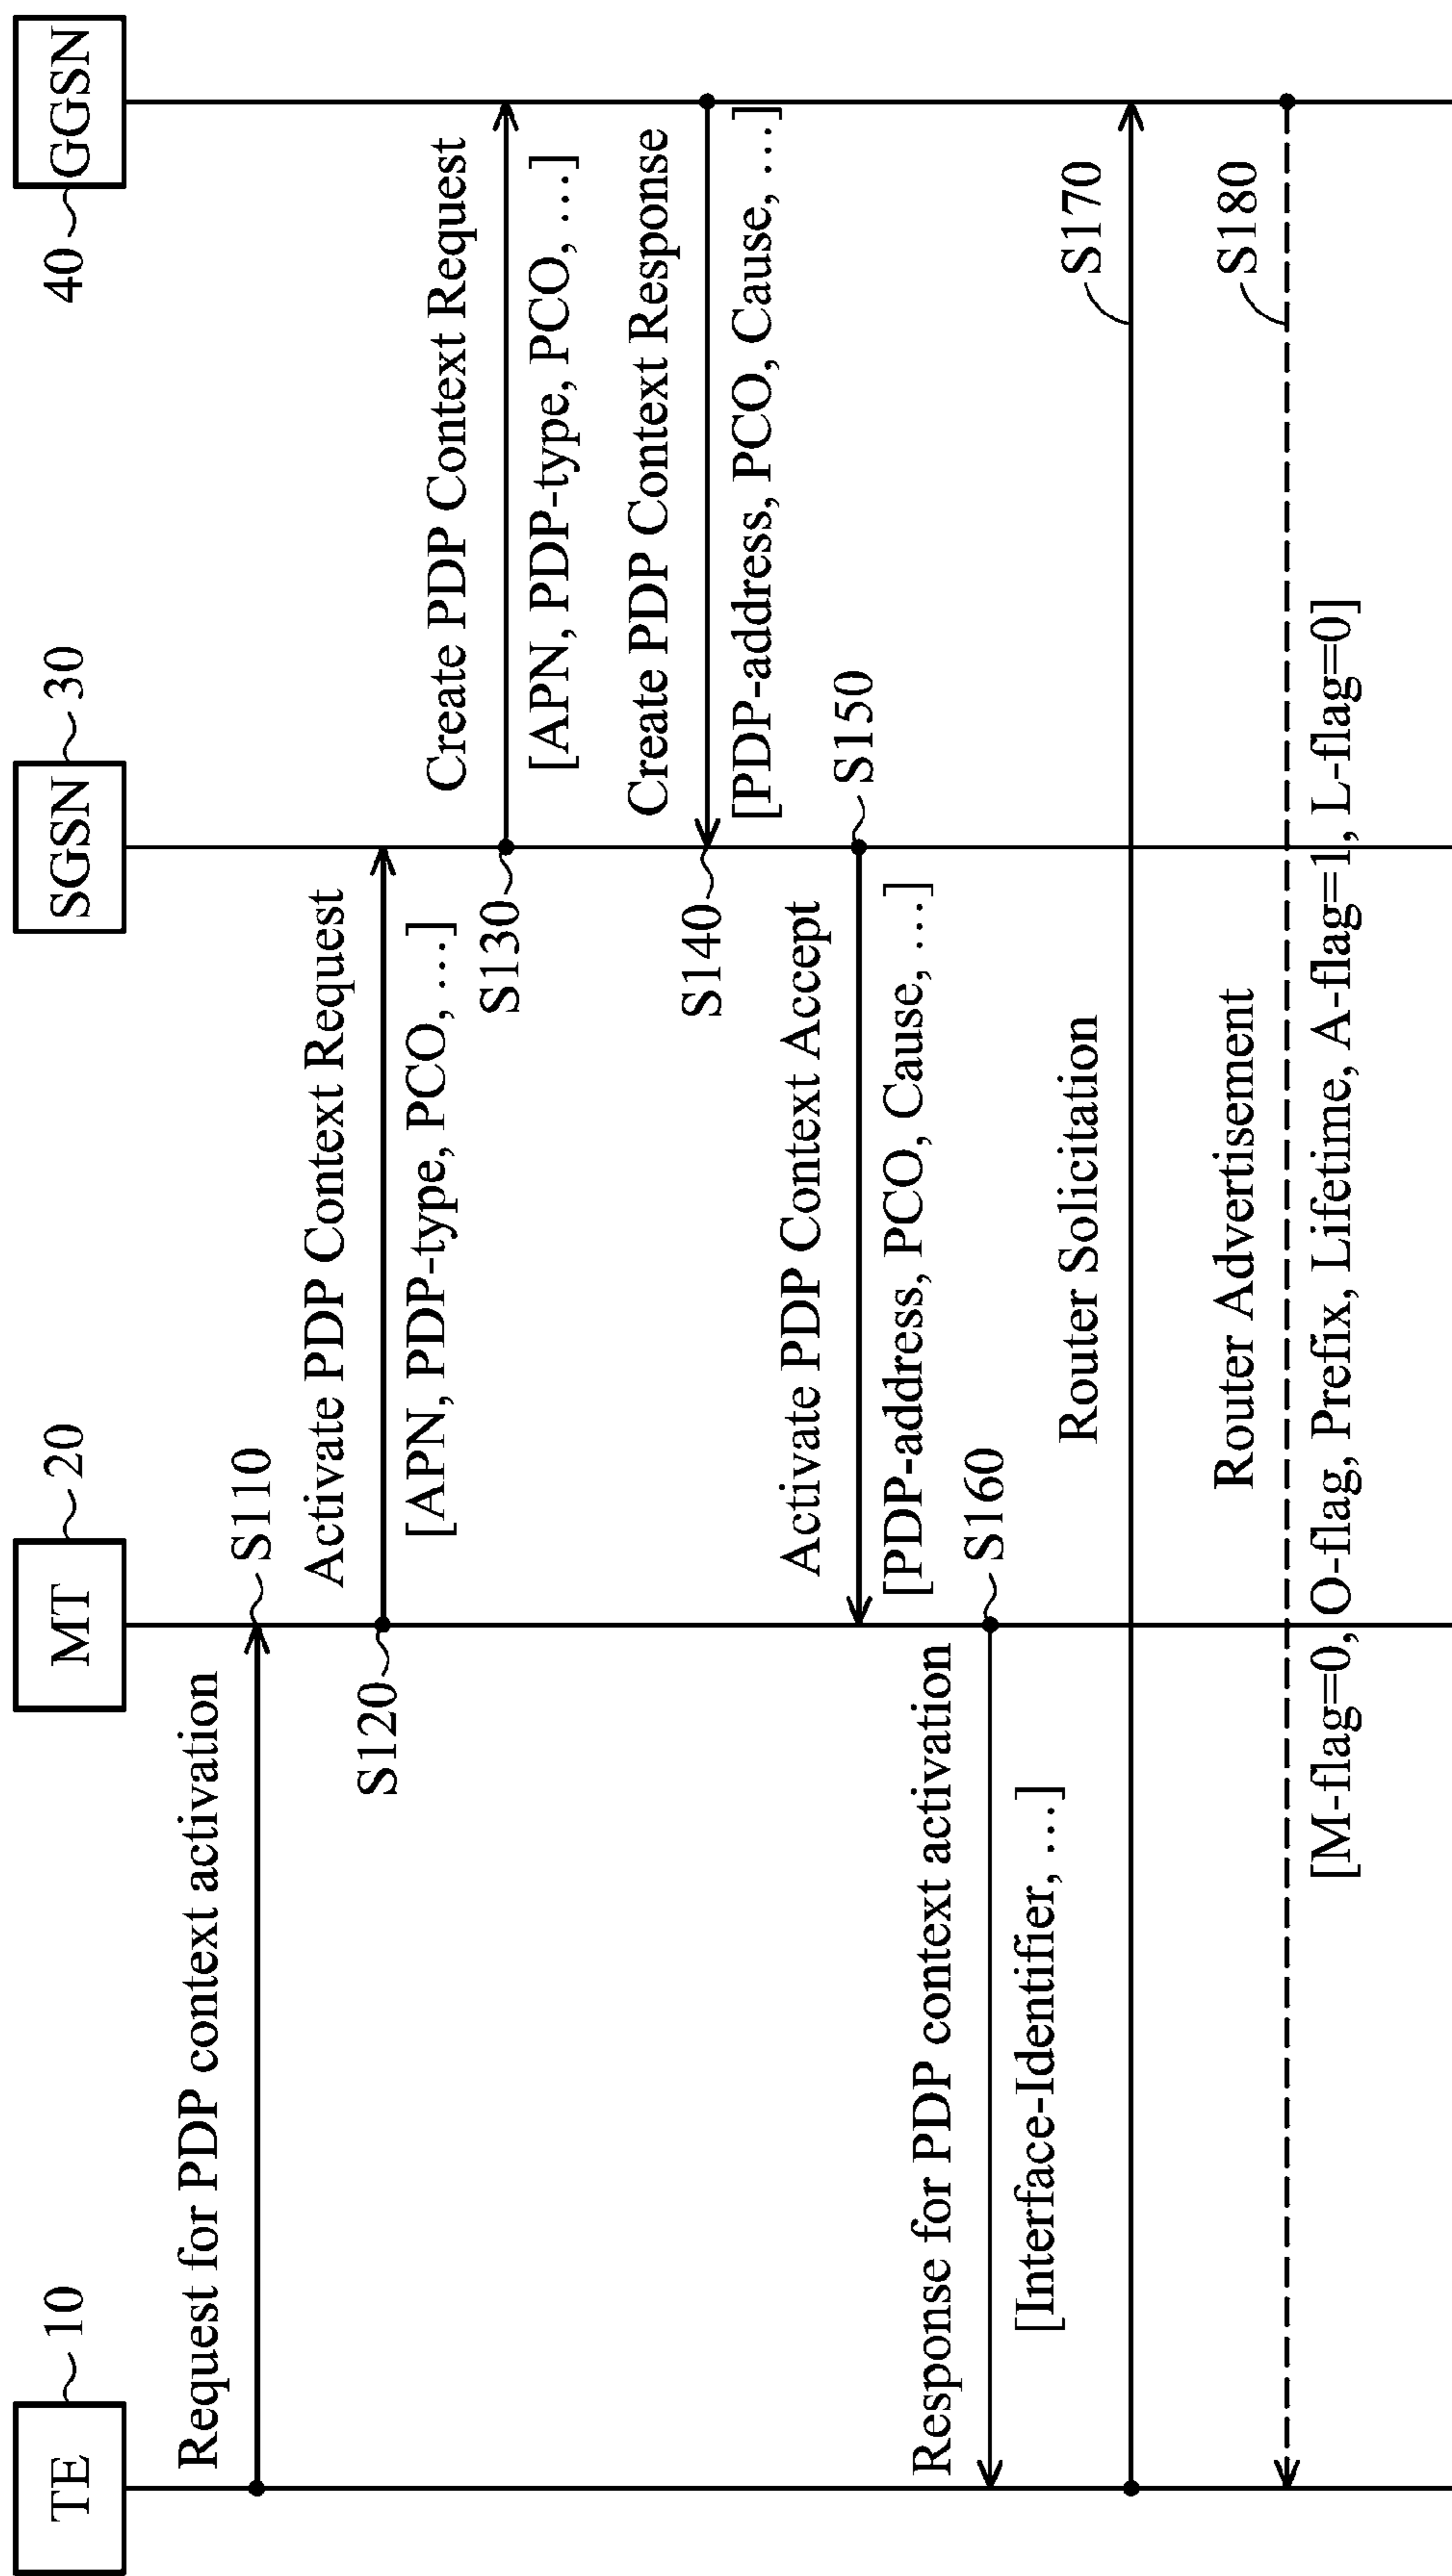 TE
10
MT
20
SGSN
30
GGSN
40
Request for PDP context activation
S110
Activate PDP Context Request
S120
[APN, PDP-type, PCO, …]
Create PDP Context Request
S130
[APN, PDP-type, PCO, …]
Create PDP Context Response
S140
[PDP-address, PCO, Cause, …]
Activate PDP Context Accept
S150
[PDP-address, PCO, Cause, …]
Response for PDP context activation
S160
[Interface-Identifier, …]
Router Solicitation
S170
Router Advertisement
S180
[M-flag=0, O-flag, Prefix, Lifetime, A-flag=1, L-flag=0]